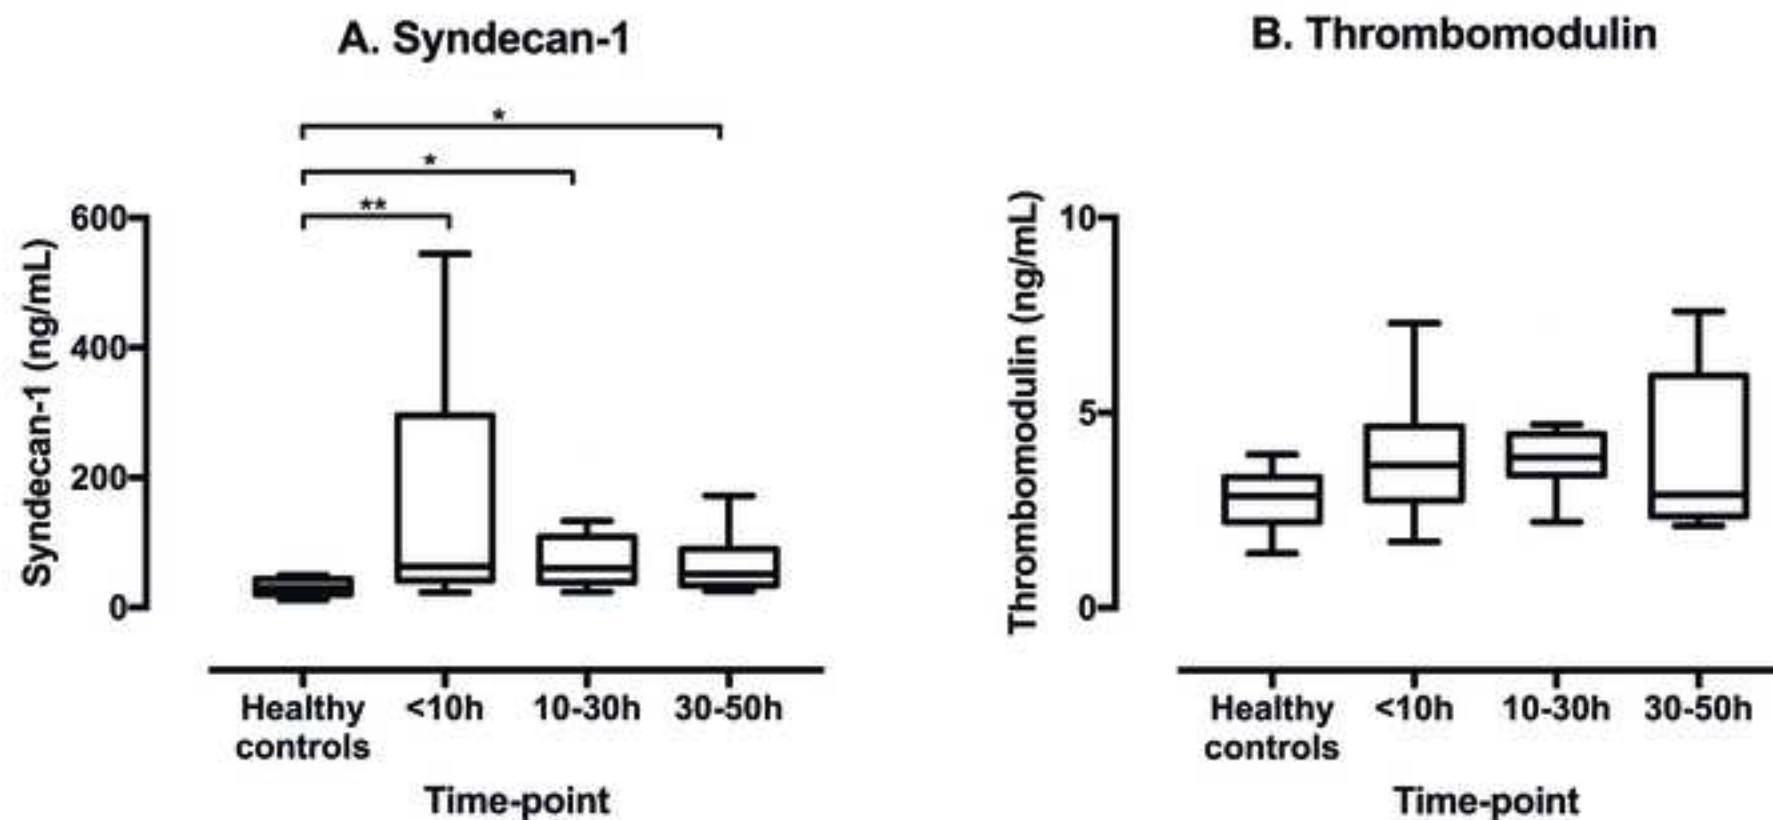 A. Syndecan-1
*
*
**
600
400
200
0
Syndecan-1 (ng/mL)
Healthy controls
<10h
10-30h
30-50h
Time-point
B. Thrombomodulin
10
5
0
Thrombomodulin (ng/mL)
Healthy controls
<10h
10-30h
30-50h
Time-point